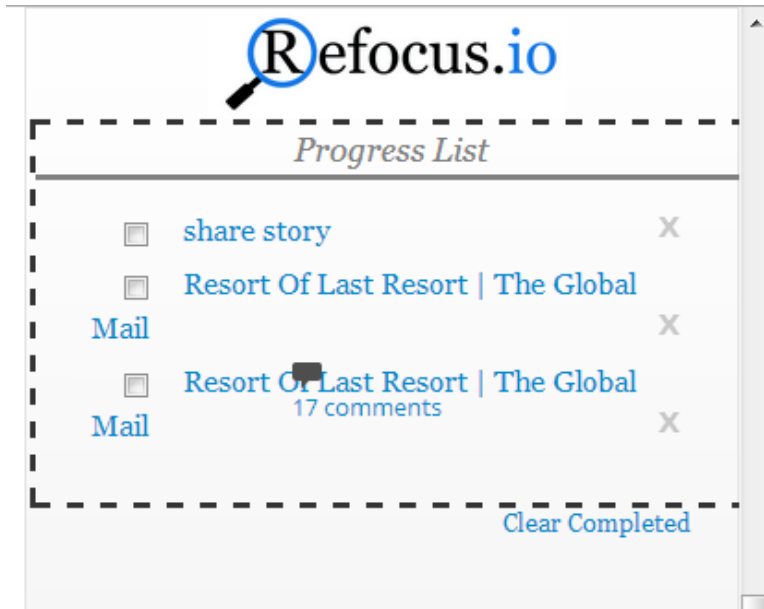 Refocus.io
Progress List
share story X
Resort Of Last Resort | The Global
Mail X
Resort Of Last Resort | The Global
17 comments
Mail X
Clear Completed